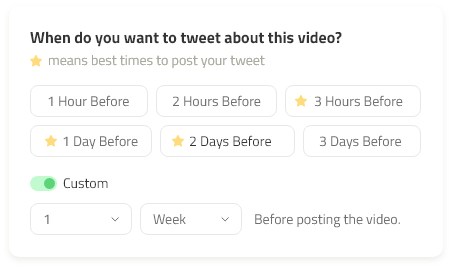 When do you want to tweet about this video?
means best times to post your tweet
1 Hour Before
2 Hours Before
3 Hours Before
1 Day Before
2 Days Before
3 Days Before
Custom
1
Week
Before posting the video.